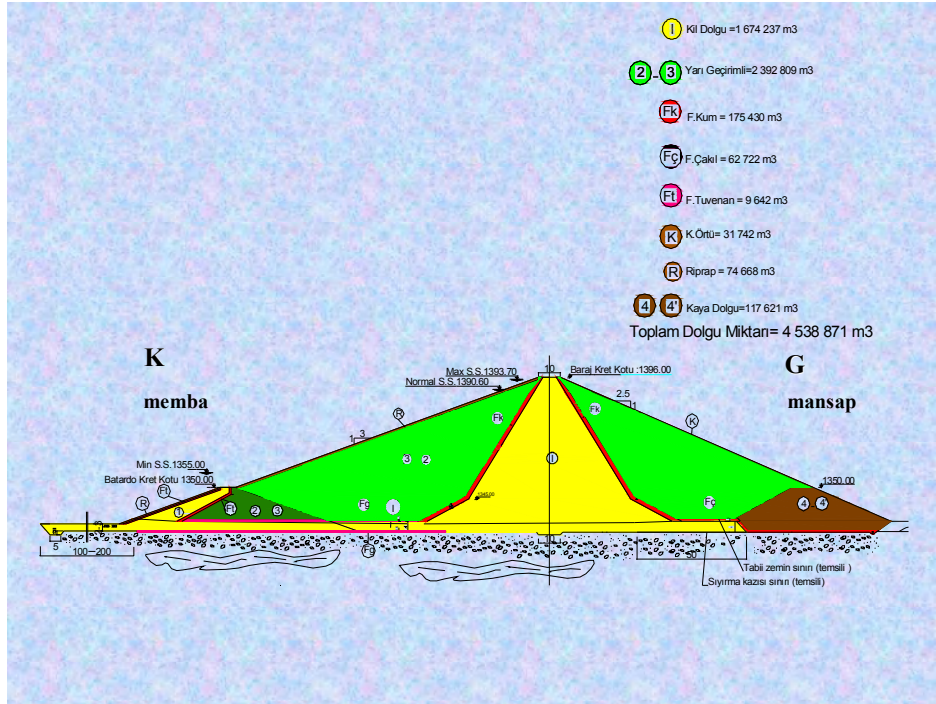 I Kil Dolgu =1 674 237 m3
2 - 3 Yarı Geçirimli=2 392 809 m3
Fk F.Kum = 175 430 m3
Fç F.Çakıl = 62 722 m3
Ft F.Tuvenan = 9 642 m3
K K.Örtü= 31 742 m3
R Riprap = 74 668 m3
4 4' Kaya Dolgu=117 621 m3
Toplam Dolgu Miktarı= 4 538 871 m3
K
G
memba
mansap
Max S.S.1393.70
Normal S.S.1390.60
10
Baraj Kret Kotu :1396.00
2.5
1
3
1
R
Fk
Fk
K
3 2
I
Min S.S.1355.00
Batardo Kret Kotu 1350.00
Ft
R
1
Ft
2
3
Fg
I
1345.00
Fç
1350.00
4 4'
5
100-200
Fg
10
50
Tabii zemin sınırı (temsili )
Sıyırma kazısı sınırı (temsili)